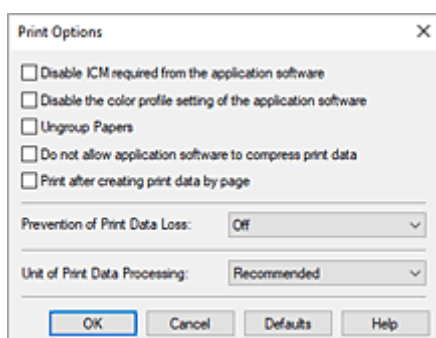 Print Options
Disable ICM required from the application software
Disable the color profile setting of the application software
Ungroup Papers
Do not allow application software to compress print data
Print after creating print data by page
Prevention of Print Data Loss: Off
Unit of Print Data Processing: Recommended
OK Cancel Defaults Help